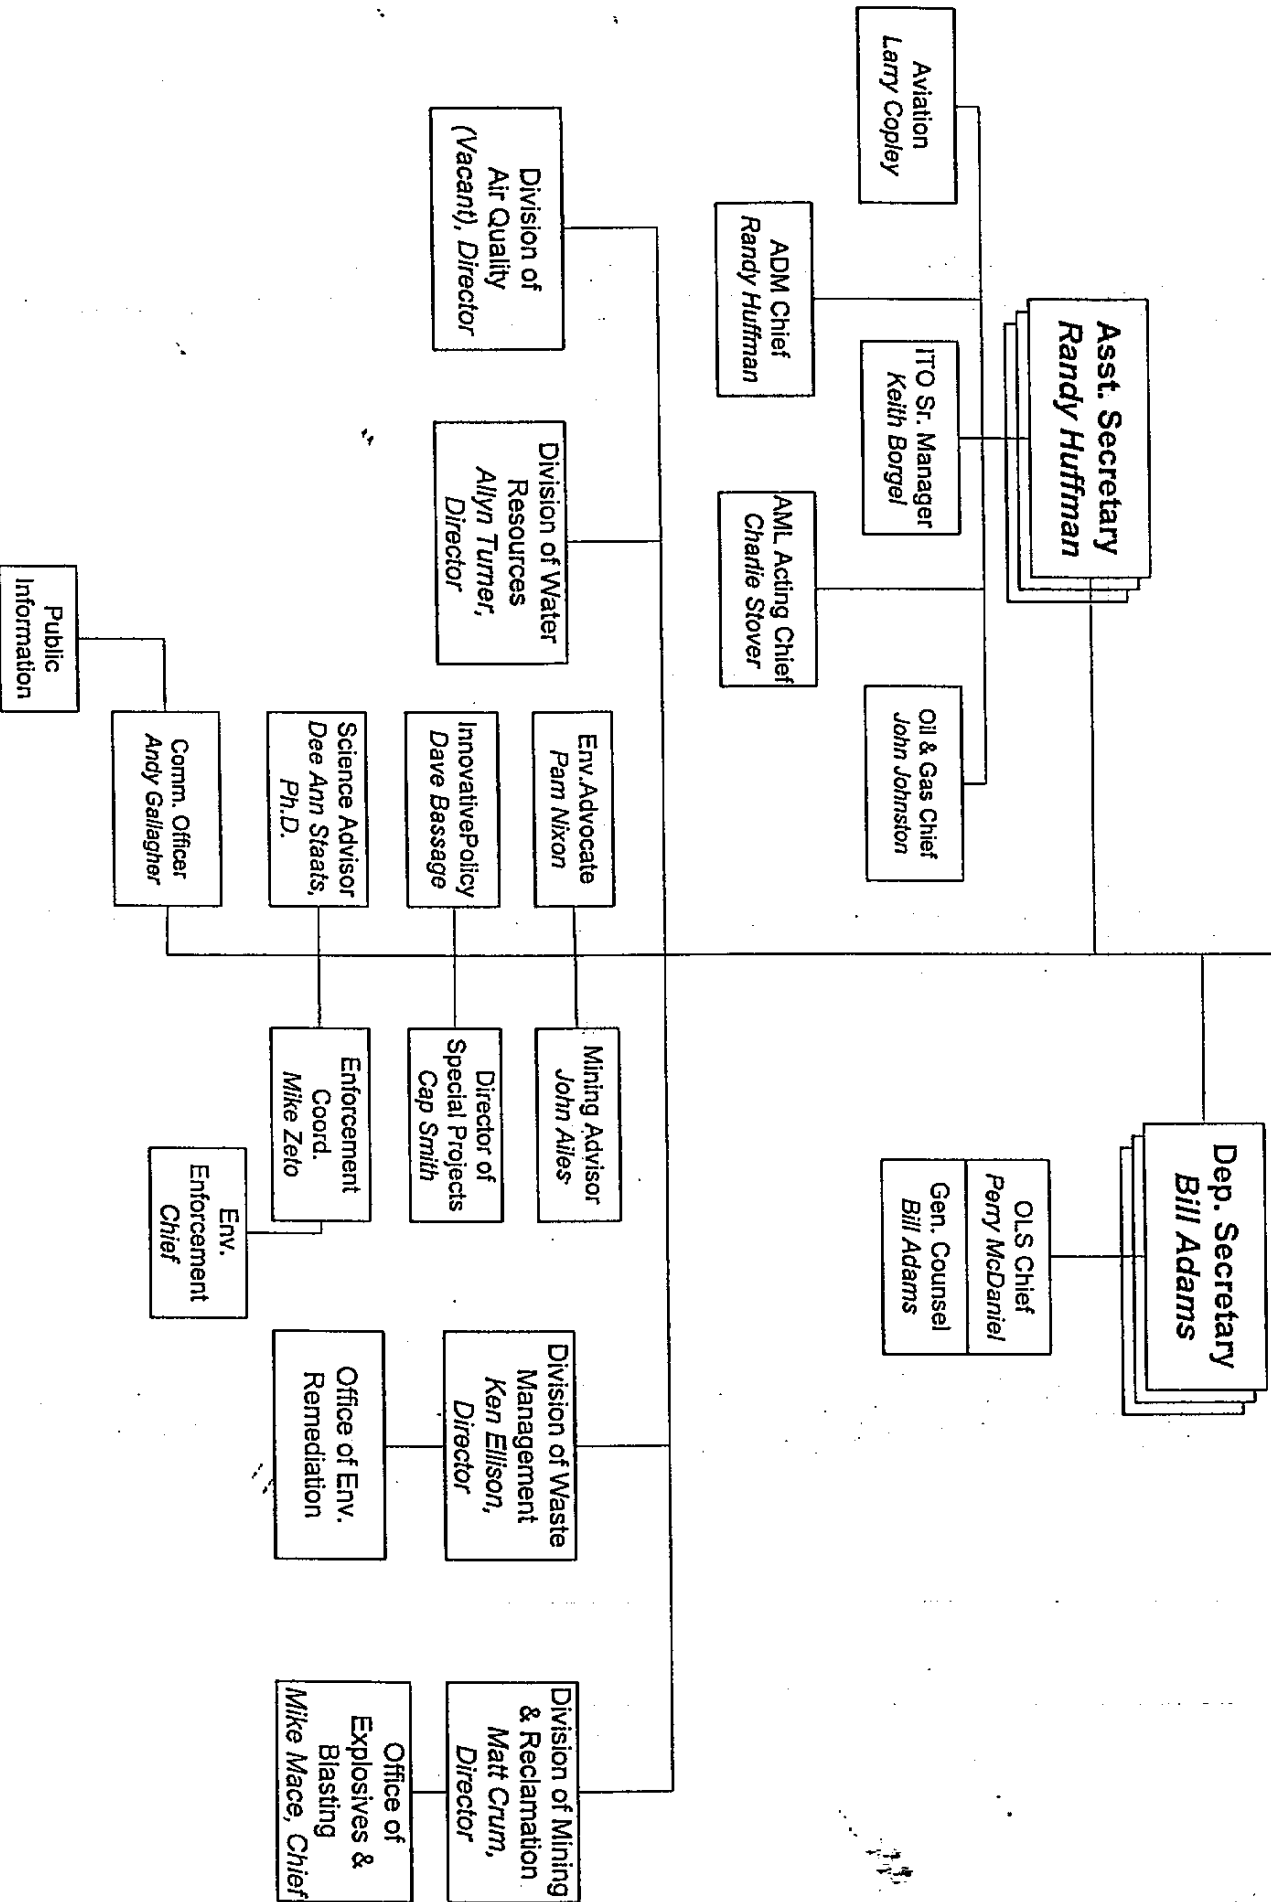 Dep. Secretary
Bill Adams
Asst. Secretary
Randy Huffman
OLS Chief
Perry McDaniel
Gen. Counsel
Bill Adams
Aviation
Larry Copley
ITO Sr. Manager
Keith Borgel
Oil & Gas Chief
John Johnston
ADM Chief
Randy Huffman
AML Acting Chief
Charlie Stover
Env.Advocate
Pam Nixon
Mining Advisor
John Ailes
Division of
Air Quality
(Vacant), Director
Division of Water
Resources
Allyn Turner,
Director
InnovativePolicy
Dave Bassage
Director of
Special Projects
Cap Smith
Division of Waste
Management
Ken Ellison,
Director
Division of Mining
& Reclamation
Matt Crum,
Director
Science Advisor
Dee Ann Staats,
Ph.D.
Enforcement
Coord.
Mike Zeto
Office of Env.
Remediation
Office of
Explosives &
Blasting
Mike Mace, Chief
Comm. Officer
Andy Gallagher
Env.
Enforcement
Chief
Public
Information